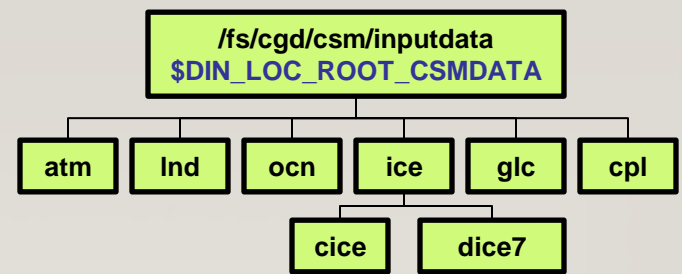 /fs/cgd/csm/inputdata
$DIN_LOC_ROOT_CSMDATA
atm lnd ocn ice glc cpl
cice dice7